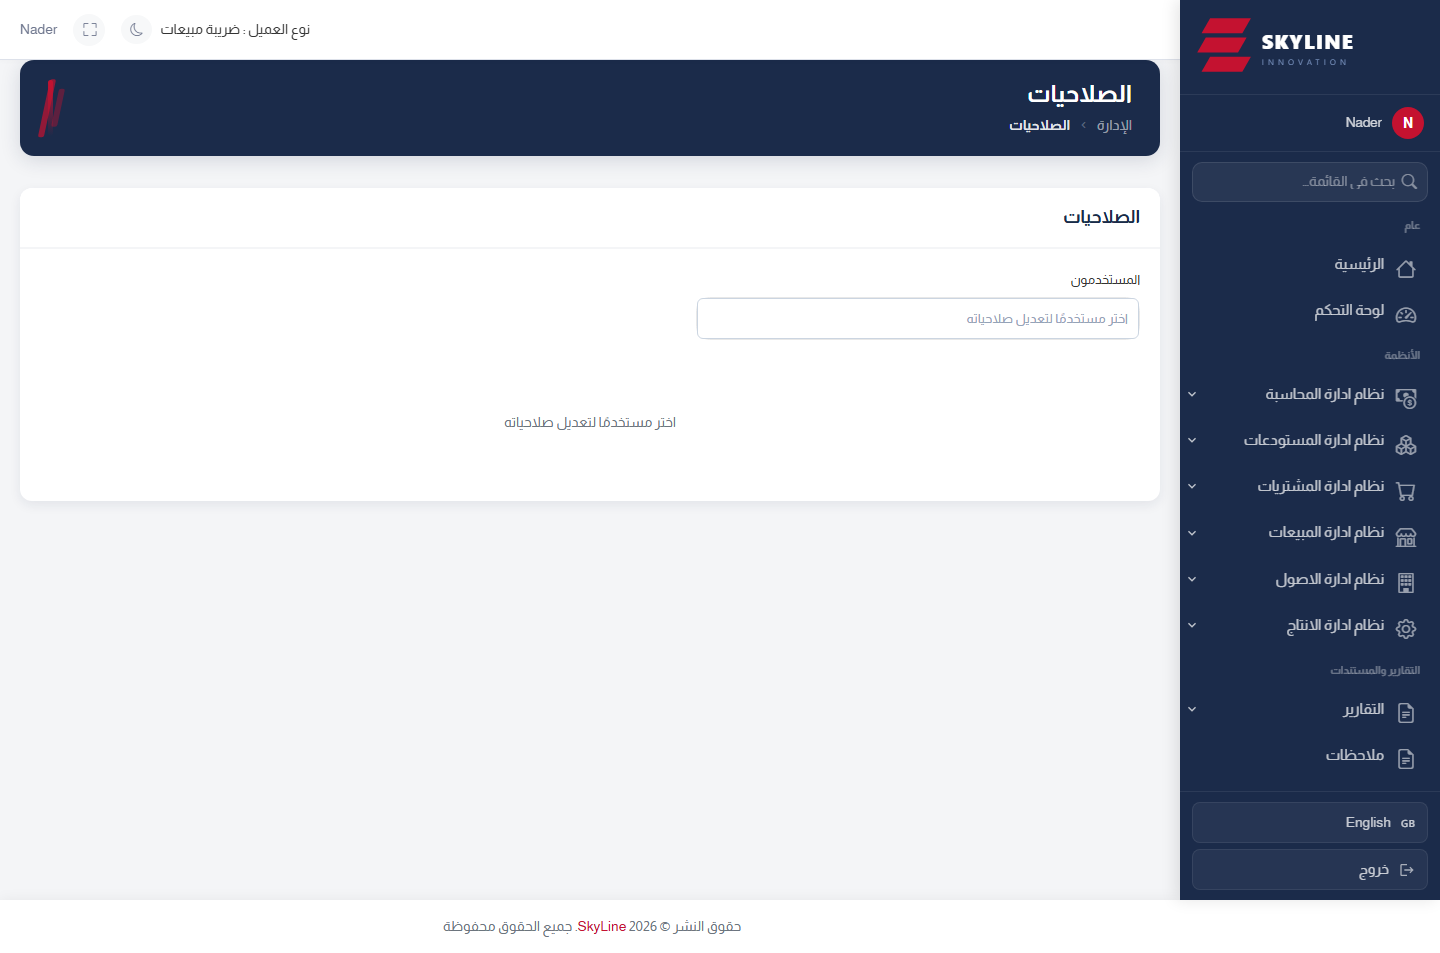 SKYLINE
INNOVATION
N Nader
بحث في القائمة...
عام
الرئيسية
لوحة التحكم
الأنظمة
نظام ادارة المحاسبة
نظام ادارة المستودعات
نظام ادارة المشتريات
نظام ادارة المبيعات
نظام ادارة الاصول
نظام ادارة الانتاج
التقارير والمستندات
التقارير
ملاحظات
GB English
خروج
نوع العميل : ضريبة مبيعات
Nader
الصلاحيات
الإدارة › الصلاحيات
الصلاحيات
المستخدمون
اختر مستخدمًا لتعديل صلاحياته
اختر مستخدمًا لتعديل صلاحياته
حقوق النشر © 2026 SkyLine. جميع الحقوق محفوظة